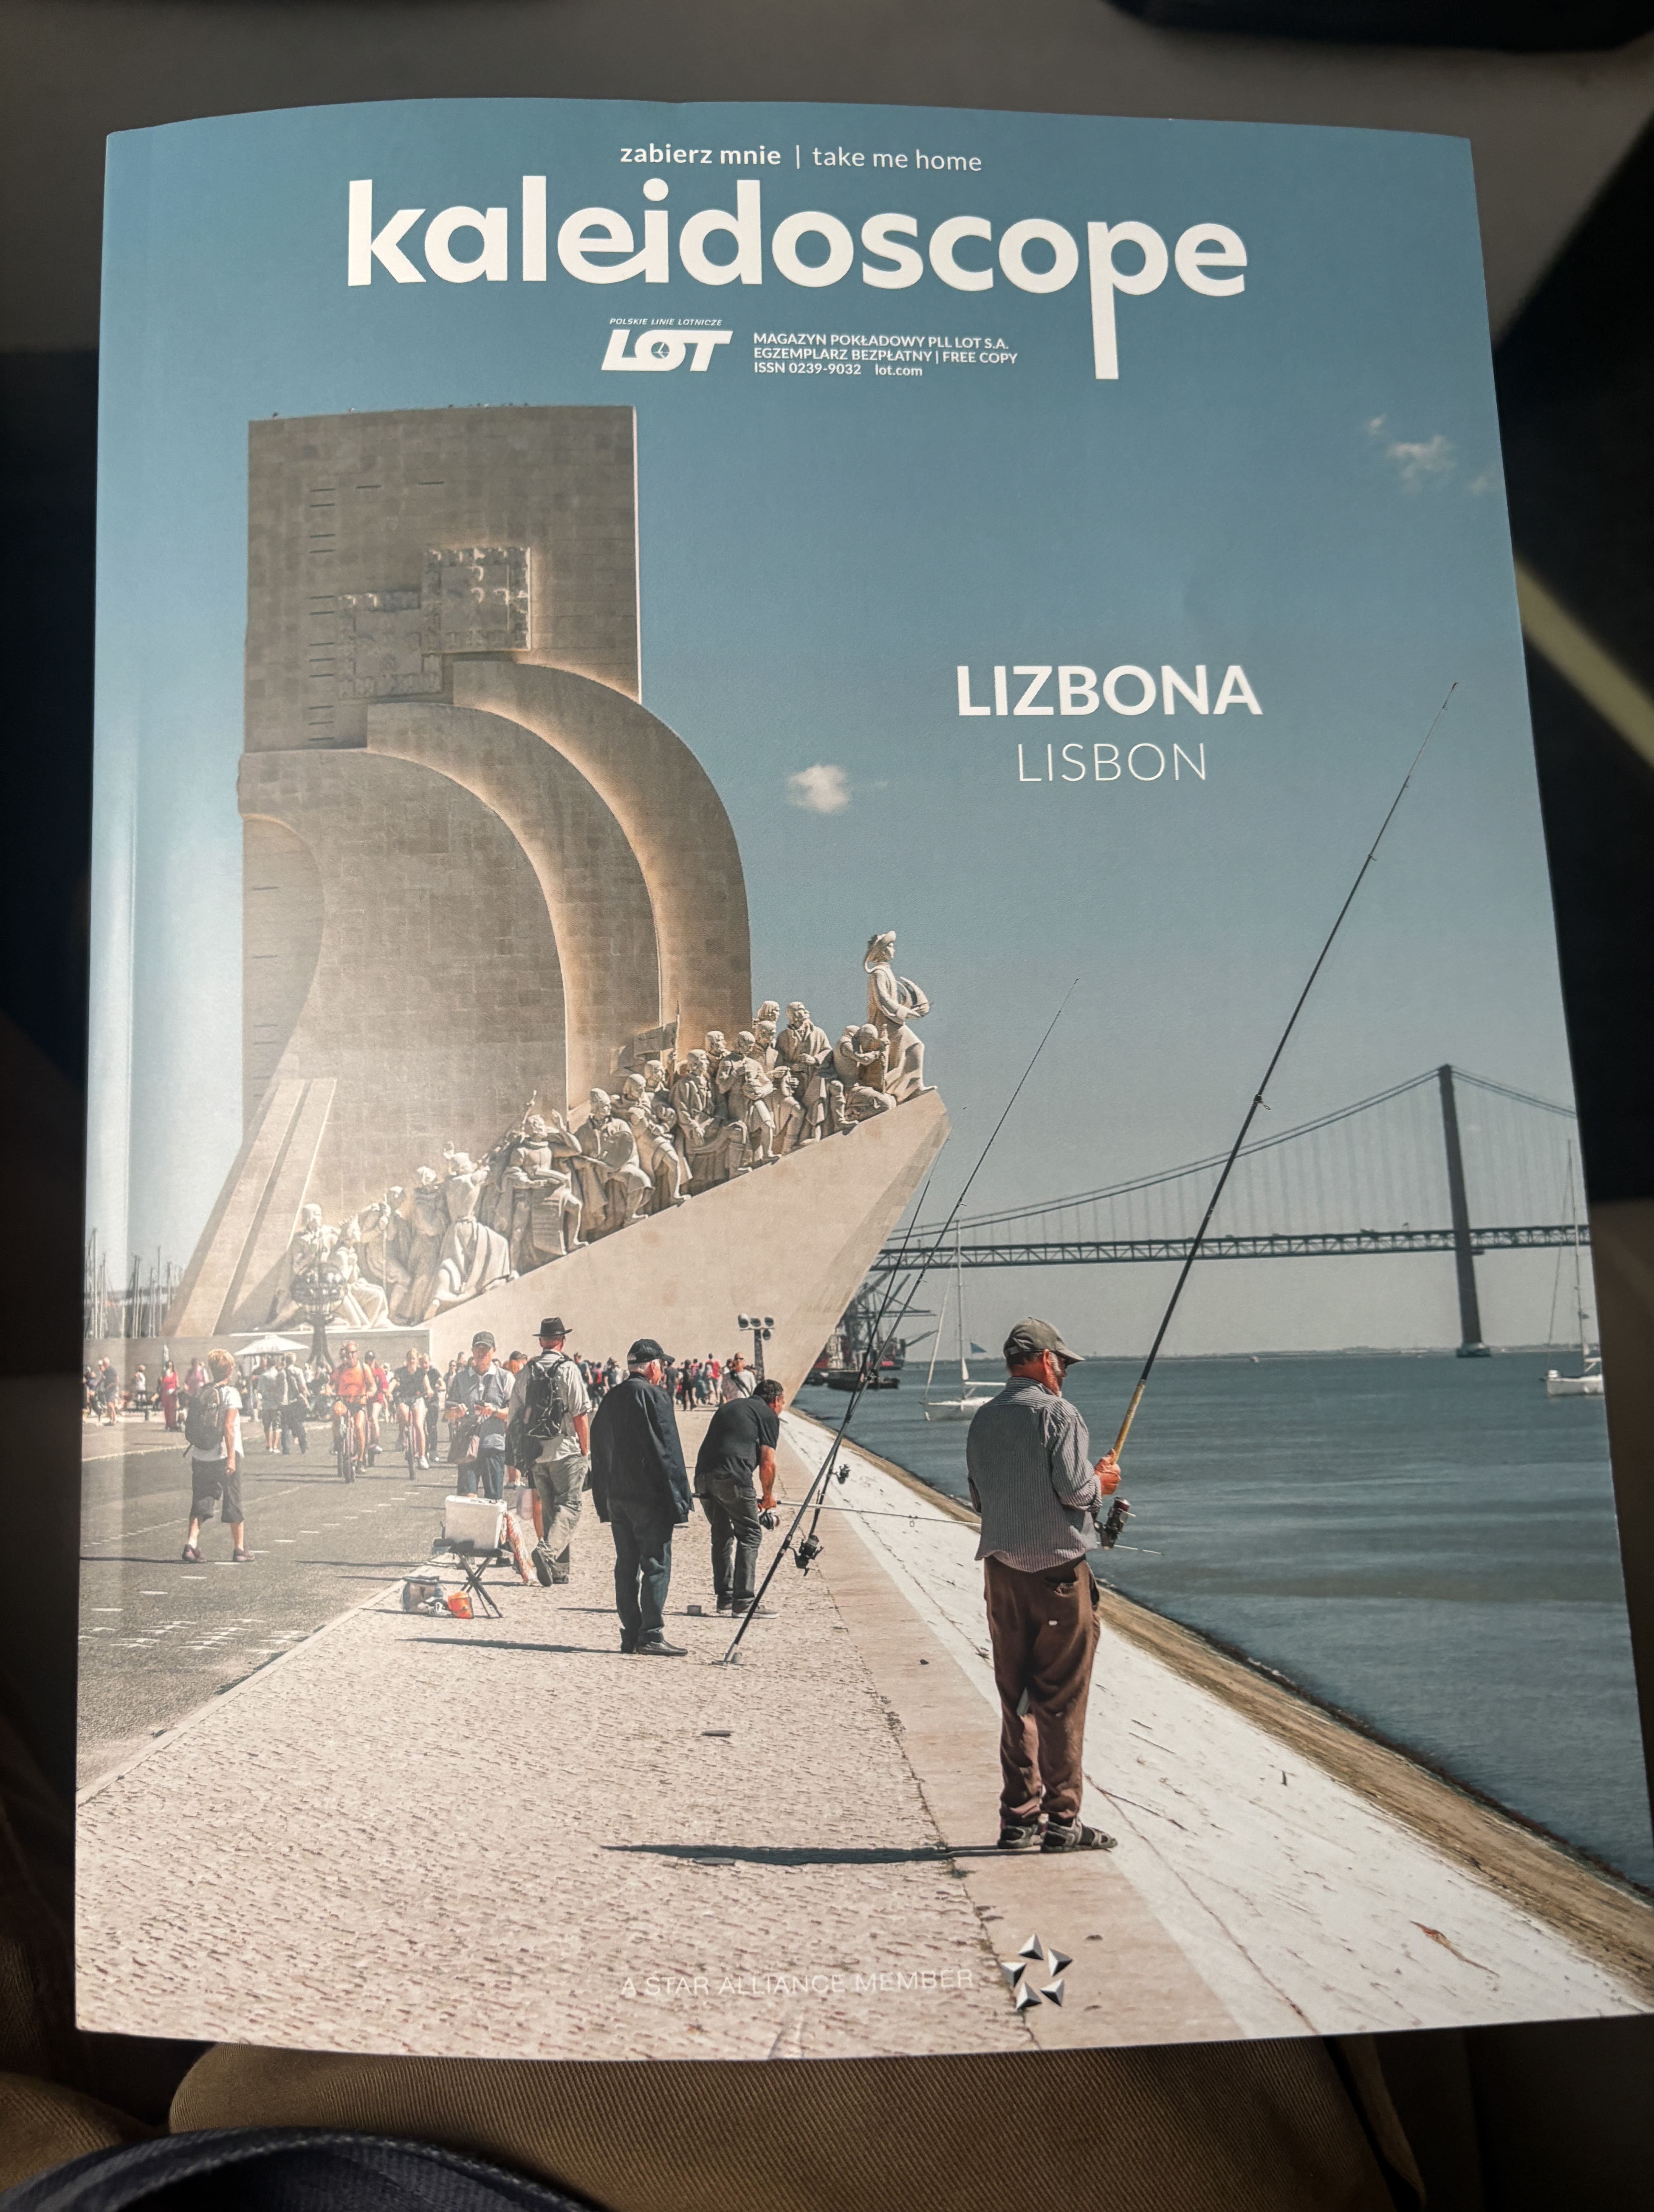 zabierz mnie | take me home
kaleidoscope
POLSKIE LINIE LOTNICZE
LOT
MAGAZYN POKŁADOWY PLL LOT S.A.
EGZEMPLARZ BEZPŁATNY | FREE COPY
ISSN 0239-9032 lot.com
LIZBONA
LISBON
A STAR ALLIANCE MEMBER